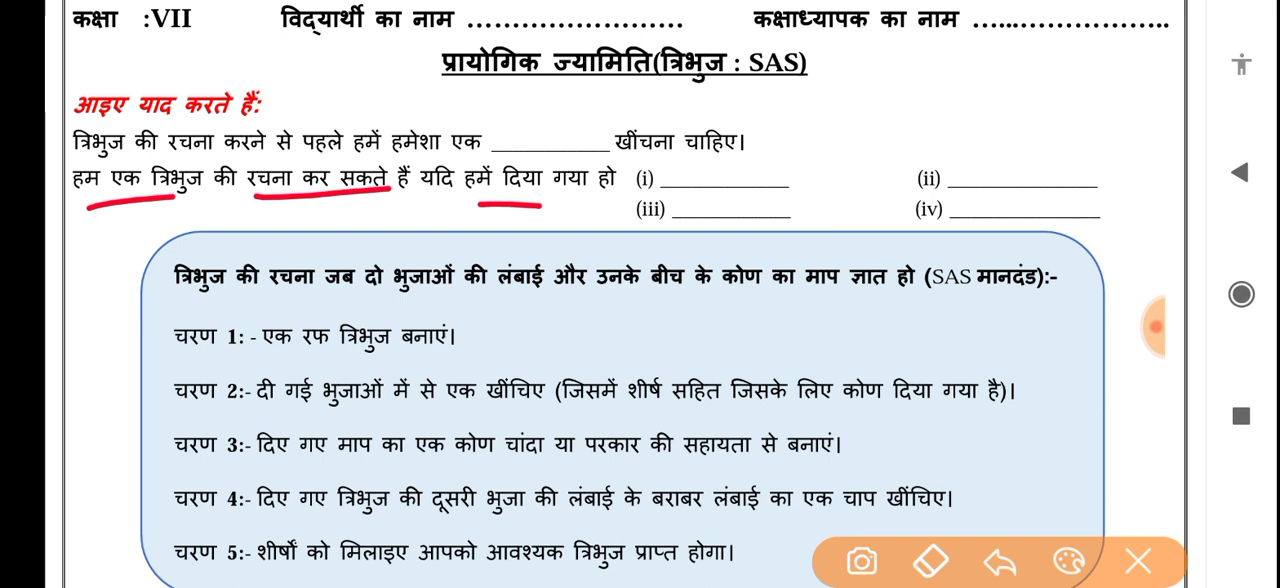 कक्षा :VII विद्यार्थी का नाम ........................ कक्षाध्यापक का नाम ......................
प्रायोगिक ज्यामिति(त्रिभुज : SAS)
आइए याद करते हैं:
त्रिभुज की रचना करने से पहले हमें हमेशा एक __________ खींचना चाहिए।
हम एक त्रिभुज की रचना कर सकते हैं यदि हमें दिया गया हो (i) ___________ (ii) _____________
(iii) __________ (iv) _____________
त्रिभुज की रचना जब दो भुजाओं की लंबाई और उनके बीच के कोण का माप ज्ञात हो (SAS मानदंड):-
चरण 1: - एक रफ त्रिभुज बनाएं।
चरण 2:- दी गई भुजाओं में से एक खींचिए (जिसमें शीर्ष सहित जिसके लिए कोण दिया गया है)।
चरण 3:- दिए गए माप का एक कोण चांदा या परकार की सहायता से बनाएं।
चरण 4:- दिए गए त्रिभुज की दूसरी भुजा की लंबाई के बराबर लंबाई का एक चाप खींचिए।
चरण 5:- शीर्षों को मिलाइए आपको आवश्यक त्रिभुज प्राप्त होगा।